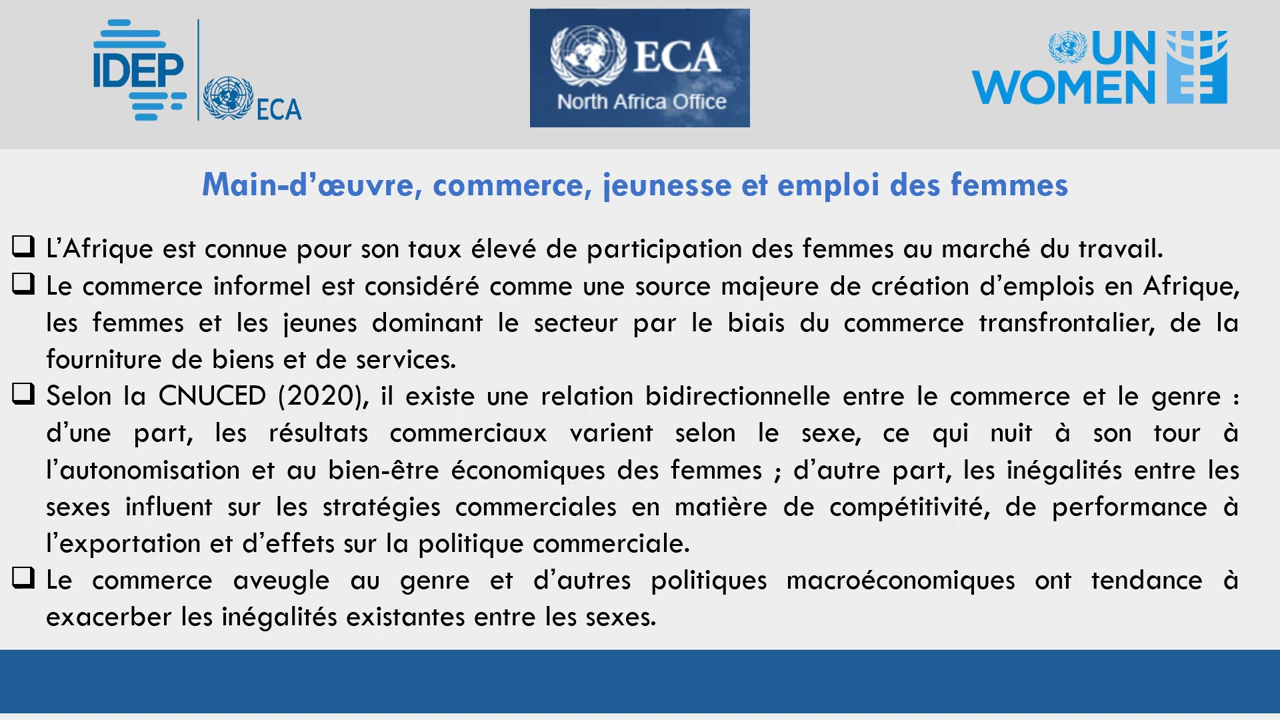 IDEP
ECA
ECA
North Africa Office
UN
WOMEN
Main-d’œuvre, commerce, jeunesse et emploi des femmes
❑ L’Afrique est connue pour son taux élevé de participation des femmes au marché du travail.
❑ Le commerce informel est considéré comme une source majeure de création d’emplois en Afrique,
les femmes et les jeunes dominant le secteur par le biais du commerce transfrontalier, de la
fourniture de biens et de services.
❑ Selon la CNUCED (2020), il existe une relation bidirectionnelle entre le commerce et le genre :
d’une part, les résultats commerciaux varient selon le sexe, ce qui nuit à son tour à
l’autonomisation et au bien-être économiques des femmes ; d’autre part, les inégalités entre les
sexes influent sur les stratégies commerciales en matière de compétitivité, de performance à
l’exportation et d’effets sur la politique commerciale.
❑ Le commerce aveugle au genre et d’autres politiques macroéconomiques ont tendance à
exacerber les inégalités existantes entre les sexes.